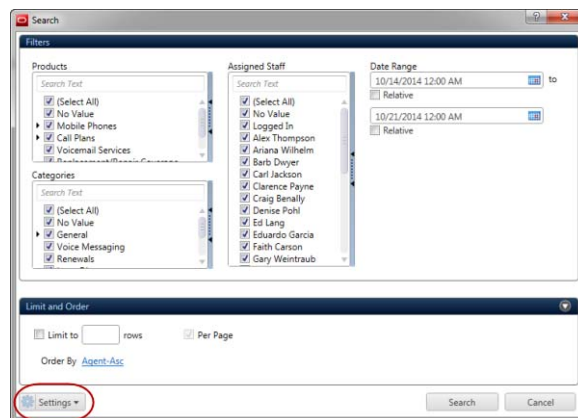 Search
Filters
Products
Search Text
(Select All)
No Value
Mobile Phones
Call Plans
Voicemail Services
Replacement/Repair Coverage
Categories
Search Text
(Select All)
No Value
General
Voice Messaging
Renewals
Assigned Staff
Search Text
(Select All)
No Value
Logged In
Alex Thompson
Ariana Wilhelm
Barb Dwyer
Carl Jackson
Clarence Payne
Craig Benally
Denise Pohl
Ed Lang
Eduardo Garcia
Faith Carson
Gary Weintraub
Date Range
10/14/2014 12:00 AM to
Relative
10/21/2014 12:00 AM
Relative
Limit and Order
Limit to rows Per Page
Order By Agent-Asc
Settings Search Cancel